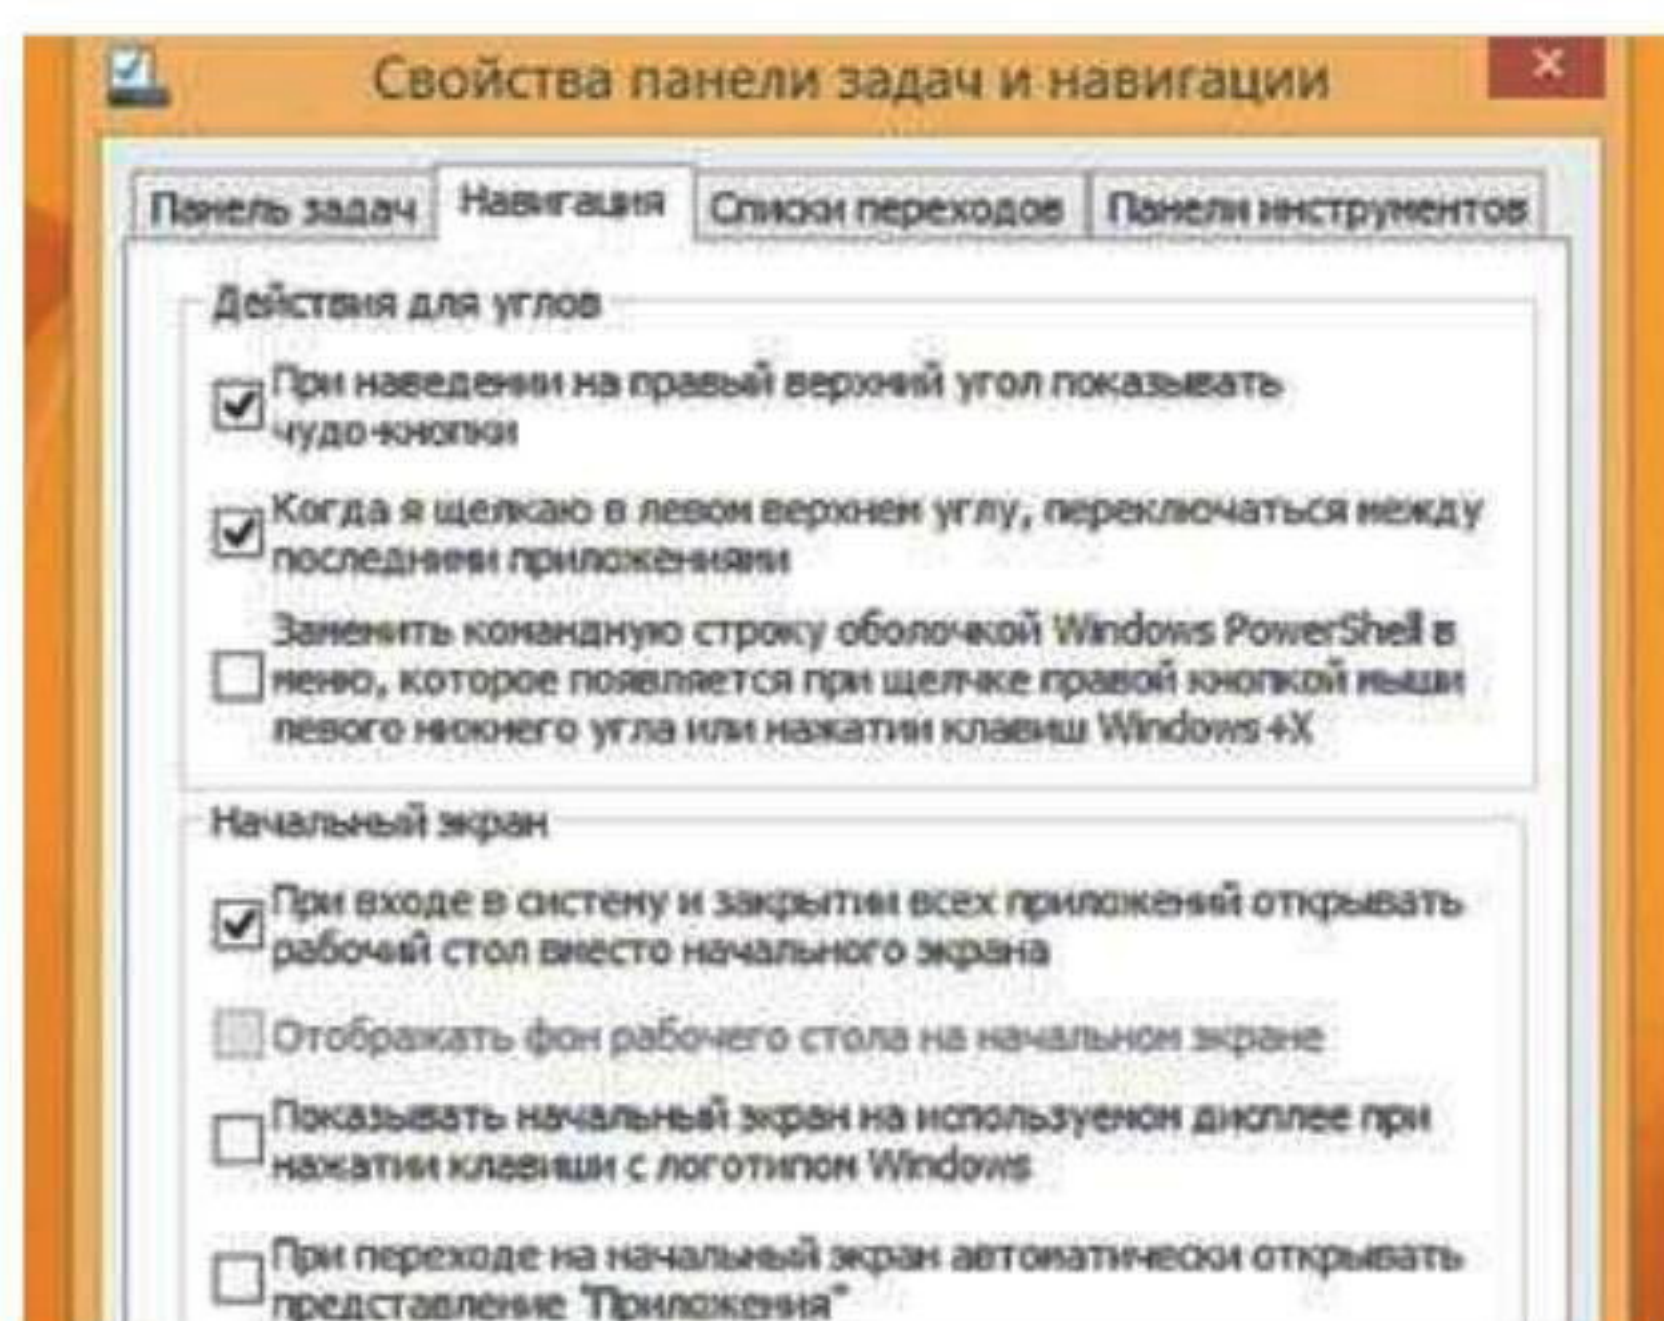 Свойства панели задач и навигации
Панель задач Навигация Списки переходов Панели инструментов
Действия для углов
При наведении на правый верхний угол показывать
чудо-кнопки
Когда я щелкаю в левом верхнем углу, переключаться между
последними приложениями
Заменить командную строку оболочкой Windows PowerShell в
меню, которое появляется при щелчке правой кнопкой мыши
левого нижнего угла или нажатии клавиш Windows+X
Начальный экран
При входе в систему и закрытии всех приложений открывать
рабочий стол вместо начального экрана
Отображать фон рабочего стола на начальном экране
Показывать начальный экран на используемом дисплее при
нажатии клавиши с логотипом Windows
При переходе на начальный экран автоматически открывать
представление "Приложения"